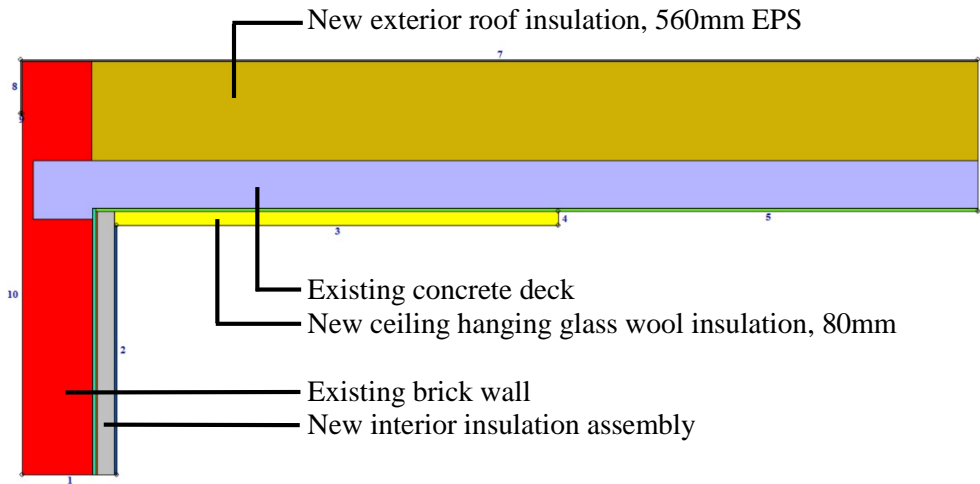 New exterior roof insulation, 560mm EPS
7
8
9
4
3
5
Existing concrete deck
10
New ceiling hanging glass wool insulation, 80mm
2
Existing brick wall
New interior insulation assembly
1